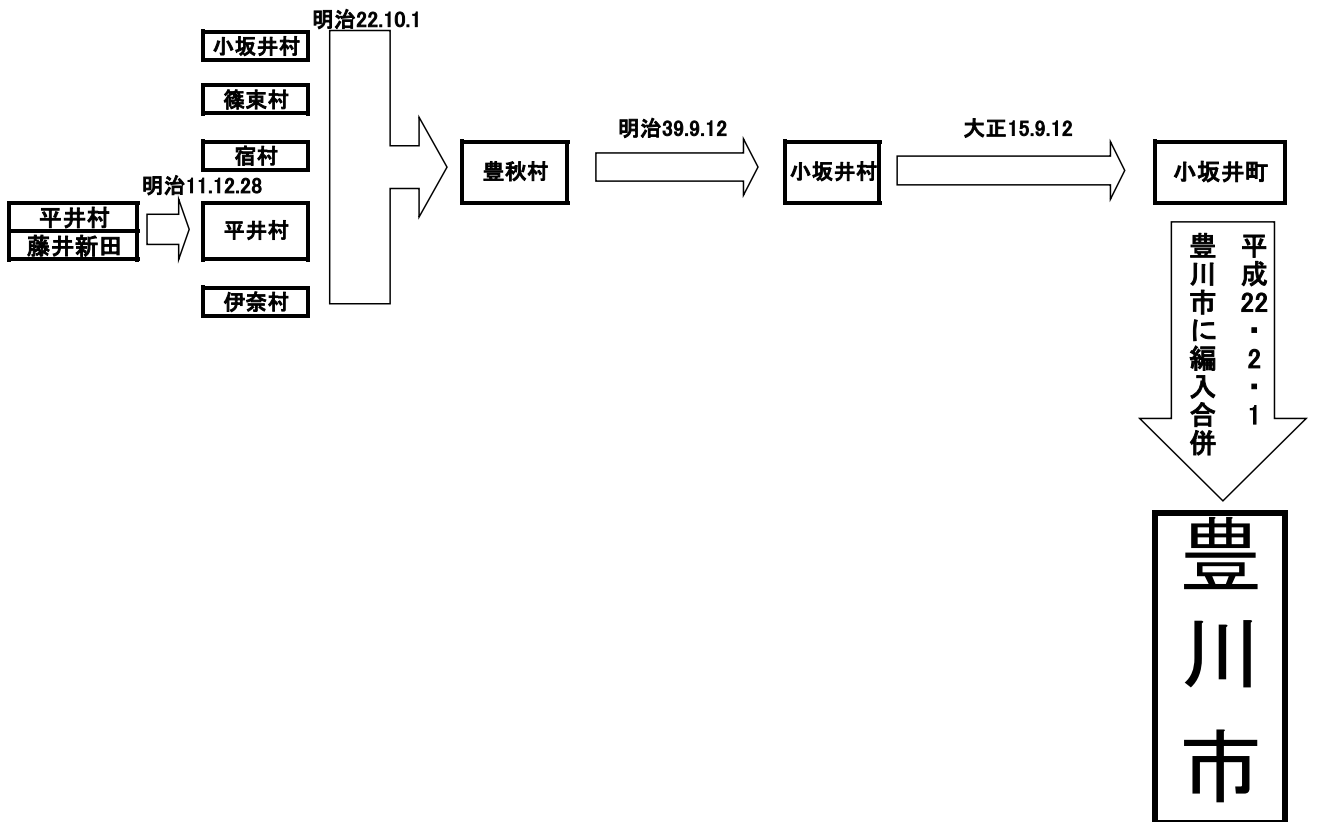 明治22.10.1
小坂井村
篠束村
宿村
明治11.12.28
平井村
藤井新田
平井村
伊奈村
豊秋村
明治39.9.12
小坂井村
大正15.9.12
小坂井町
平成22・2・1
豊川市に編入合併
豊川市